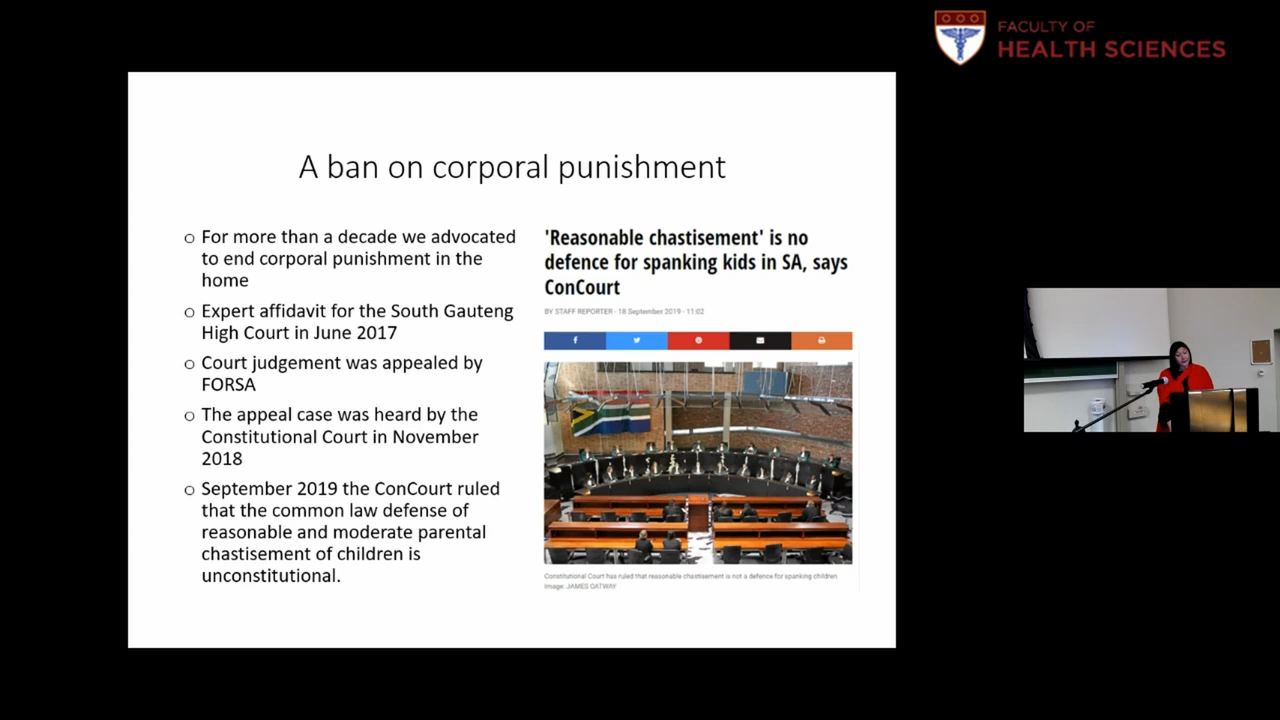 FACULTY OF
HEALTH SCIENCES
A ban on corporal punishment
For more than a decade we advocated
to end corporal punishment in the
home
Expert affidavit for the South Gauteng
High Court in June 2017
Court judgement was appealed by
FORSA
The appeal case was heard by the
Constitutional Court in November
2018
September 2019 the ConCourt ruled
that the common law defense of
reasonable and moderate parental
chastisement of children is
unconstitutional.
'Reasonable chastisement' is no
defence for spanking kids in SA, says
ConCourt
BY STAFF REPORTER - 18 September 2019 - 11:02
Constitutional Court has ruled that reasonable chastisement is not a defence for spanking children
Image: JAMES OATWAY